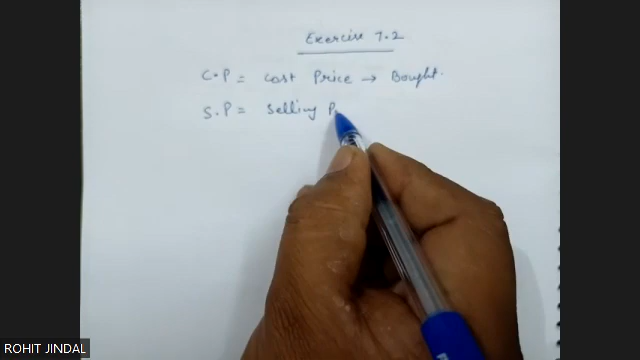 Exercise 7.2
C.P = Cost Price → Bought.
S.P = Selling P
ROHIT JINDAL